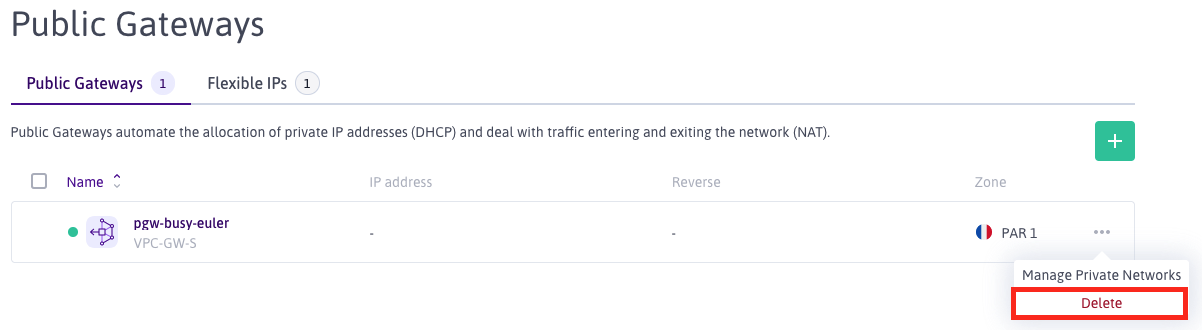 Public Gateways
Public Gateways 1 Flexible IPs 1
Public Gateways automate the allocation of private IP addresses (DHCP) and deal with traffic entering and exiting the network (NAT).
+
Name IP address Reverse Zone
pgw-busy-euler
VPC-GW-S - - PAR 1 •••
Manage Private Networks
Delete